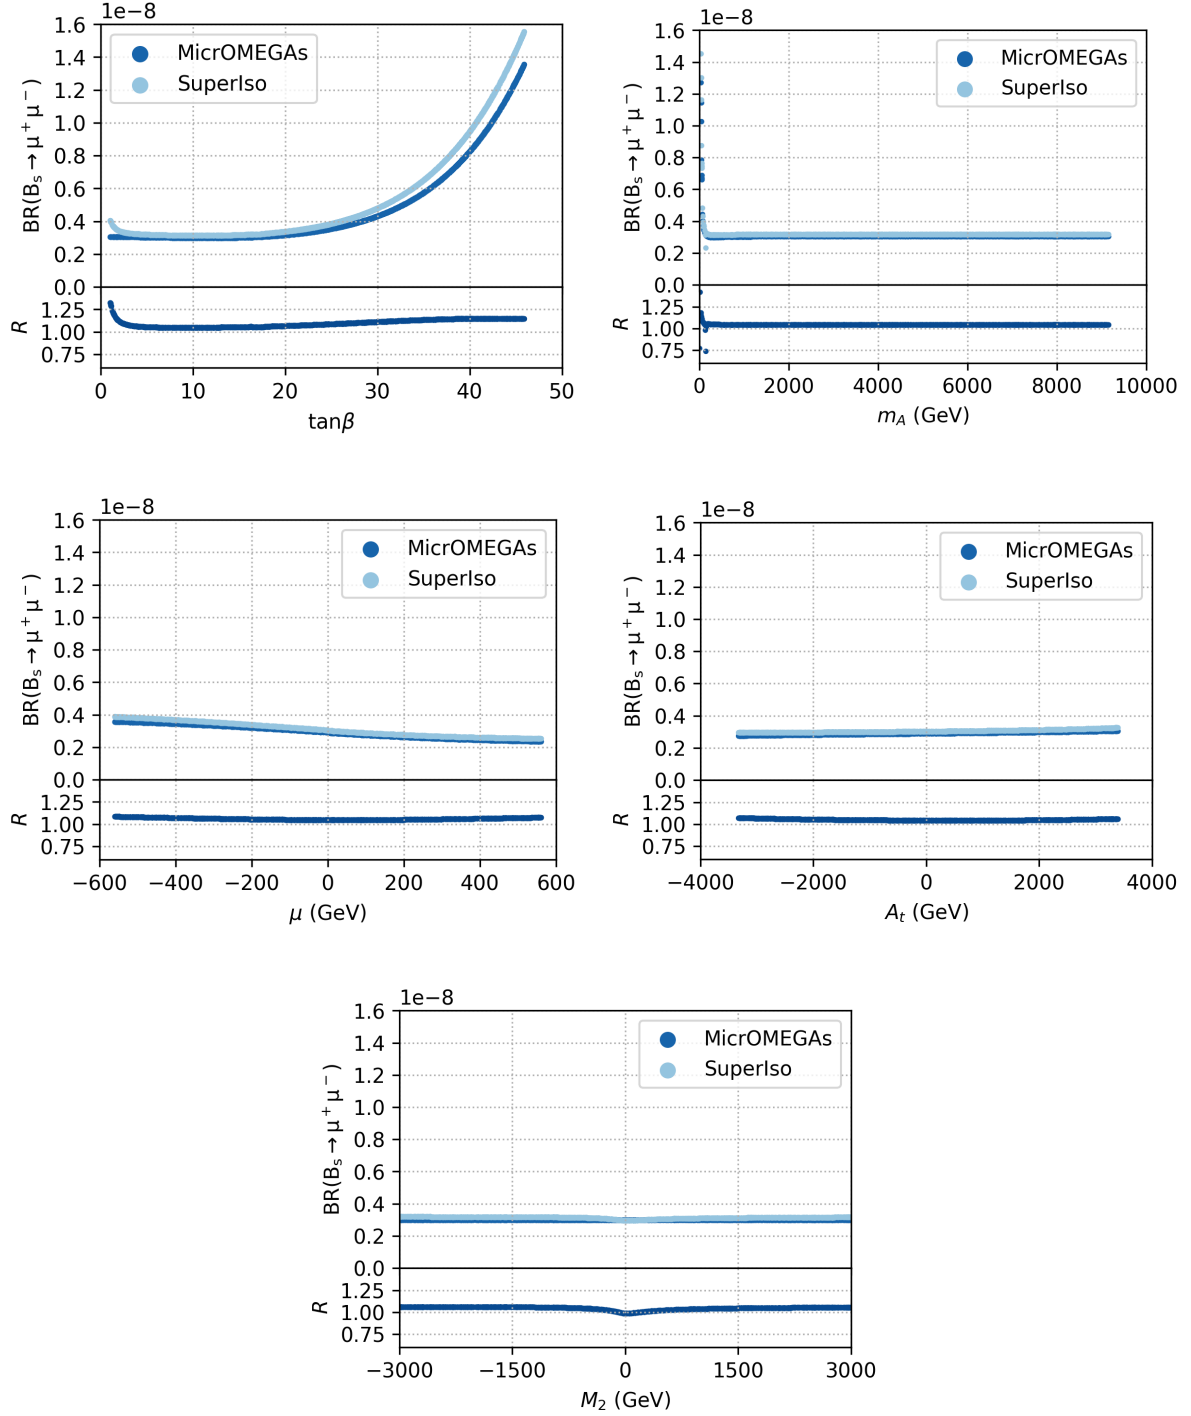 1e−8
1.6
1.4
1.2
1.0
0.8
0.6
0.4
0.2
0.0
BR(Bs→μ+μ−)
MicrOMEGAs
SuperIso
1.25
1.00
0.75
R
0 10 20 30 40 50
tanβ
1e−8
1.6
1.4
1.2
1.0
0.8
0.6
0.4
0.2
0.0
BR(Bs→μ+μ−)
MicrOMEGAs
SuperIso
1.25
1.00
0.75
R
0 2000 4000 6000 8000 10000
mA (GeV)
1e−8
1.6
1.4
1.2
1.0
0.8
0.6
0.4
0.2
0.0
BR(Bs→μ+μ−)
MicrOMEGAs
SuperIso
1.25
1.00
0.75
R
−600 −400 −200 0 200 400 600
μ (GeV)
1e−8
1.6
1.4
1.2
1.0
0.8
0.6
0.4
0.2
0.0
BR(Bs→μ+μ−)
MicrOMEGAs
SuperIso
1.25
1.00
0.75
R
−4000 −2000 0 2000 4000
At (GeV)
1e−8
1.6
1.4
1.2
1.0
0.8
0.6
0.4
0.2
0.0
BR(Bs→μ+μ−)
MicrOMEGAs
SuperIso
1.25
1.00
0.75
R
−3000 −1500 0 1500 3000
M2 (GeV)